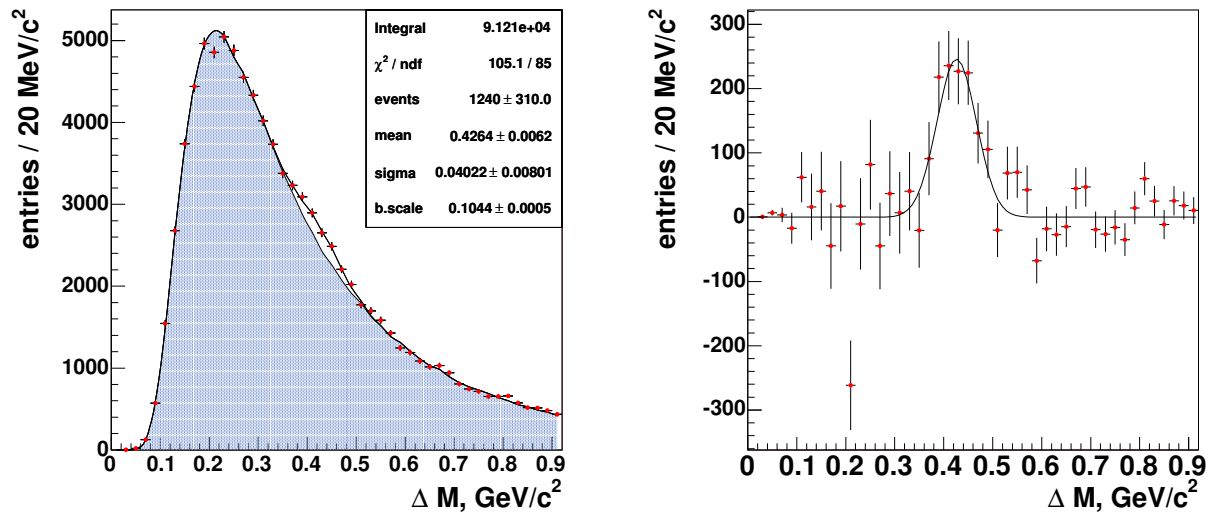 entries / 20 MeV/c²
5000
4000
3000
2000
1000
0
0 0.1 0.2 0.3 0.4 0.5 0.6 0.7 0.8 0.9
Δ M, GeV/c²
Integral 9.121e+04
χ² / ndf 105.1 / 85
events 1240 ± 310.0
mean 0.4264 ± 0.0062
sigma 0.04022 ± 0.00801
b.scale 0.1044 ± 0.0005
entries / 20 MeV/c²
300
200
100
0
-100
-200
-300
0 0.1 0.2 0.3 0.4 0.5 0.6 0.7 0.8 0.9
Δ M, GeV/c²